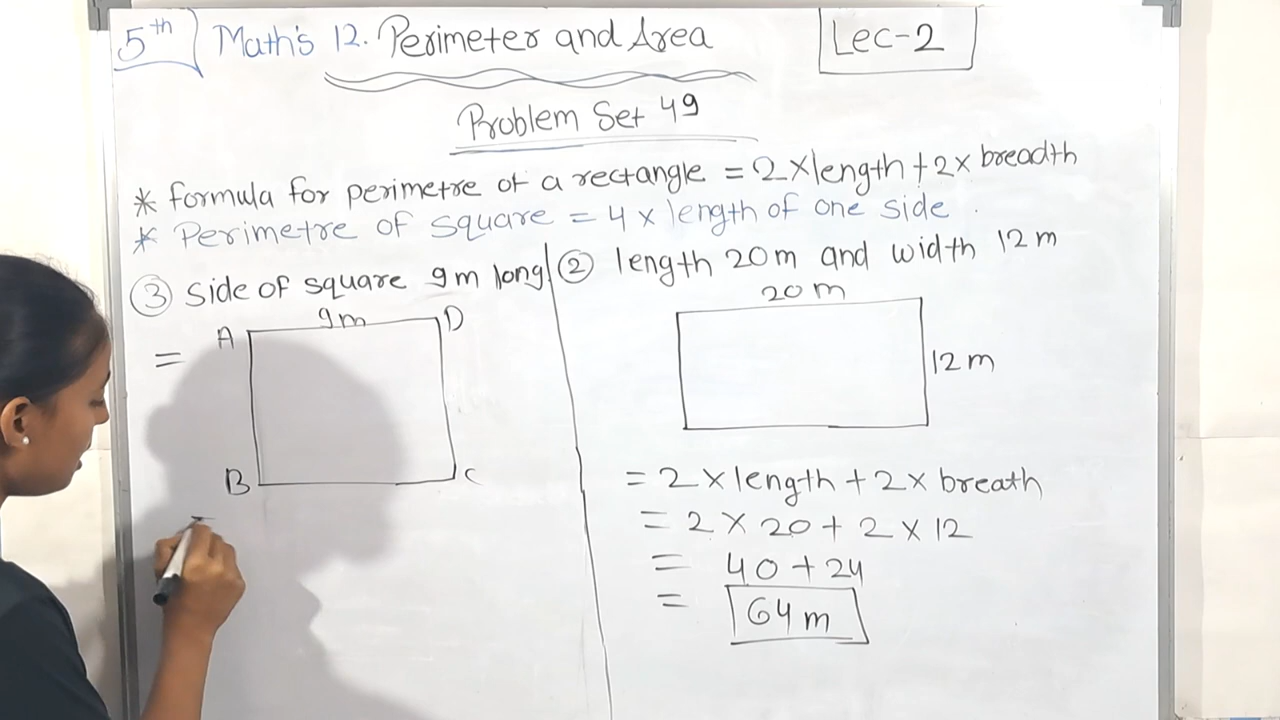 5th Math's 12. Perimeter and Area
Lec-2
Problem Set 49
* formula for perimetre of a rectangle = 2 x length + 2 x breadth
* Perimetre of square = 4 x length of one side
③ side of square 9m long
=
9m
A
D
B
C
② length 20m and width 12m
20 m
12 m
= 2 x length + 2 x breath
= 2 x 20 + 2 x 12
= 40 + 24
= 64 m